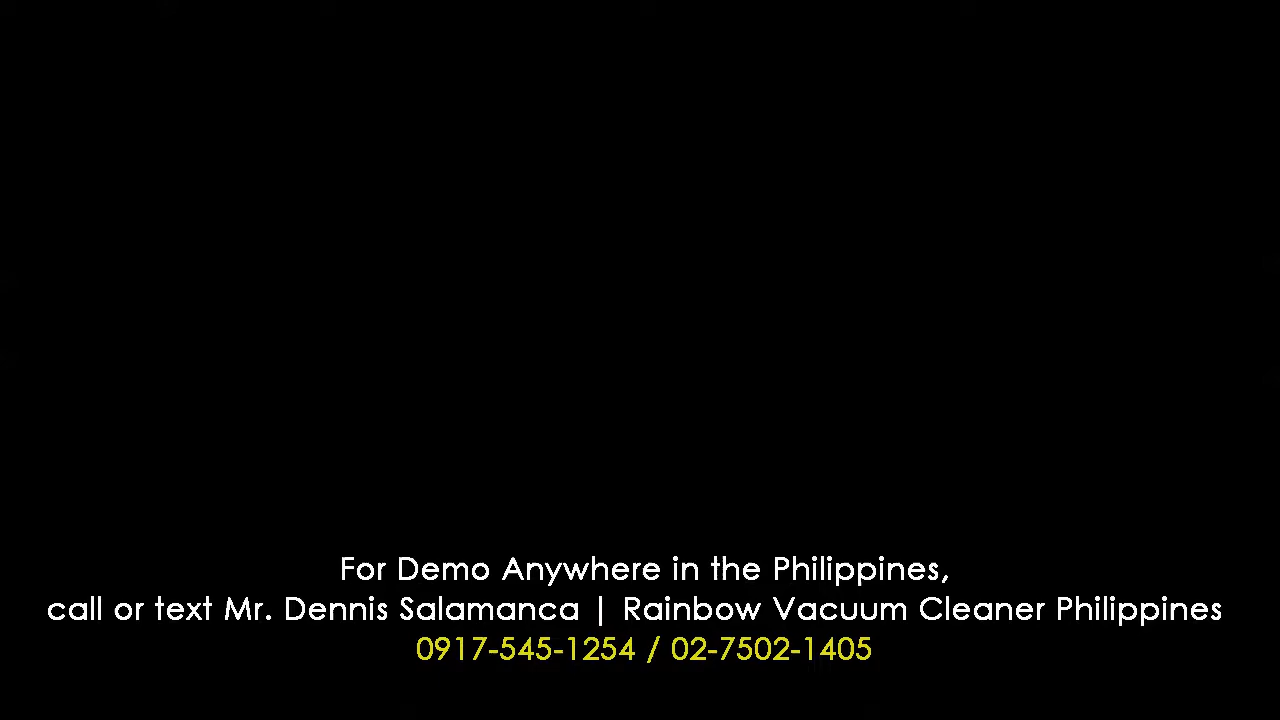 For Demo Anywhere in the Philippines,
call or text Mr. Dennis Salamanca | Rainbow Vacuum Cleaner Philippines
0917-545-1254 / 02-7502-1405